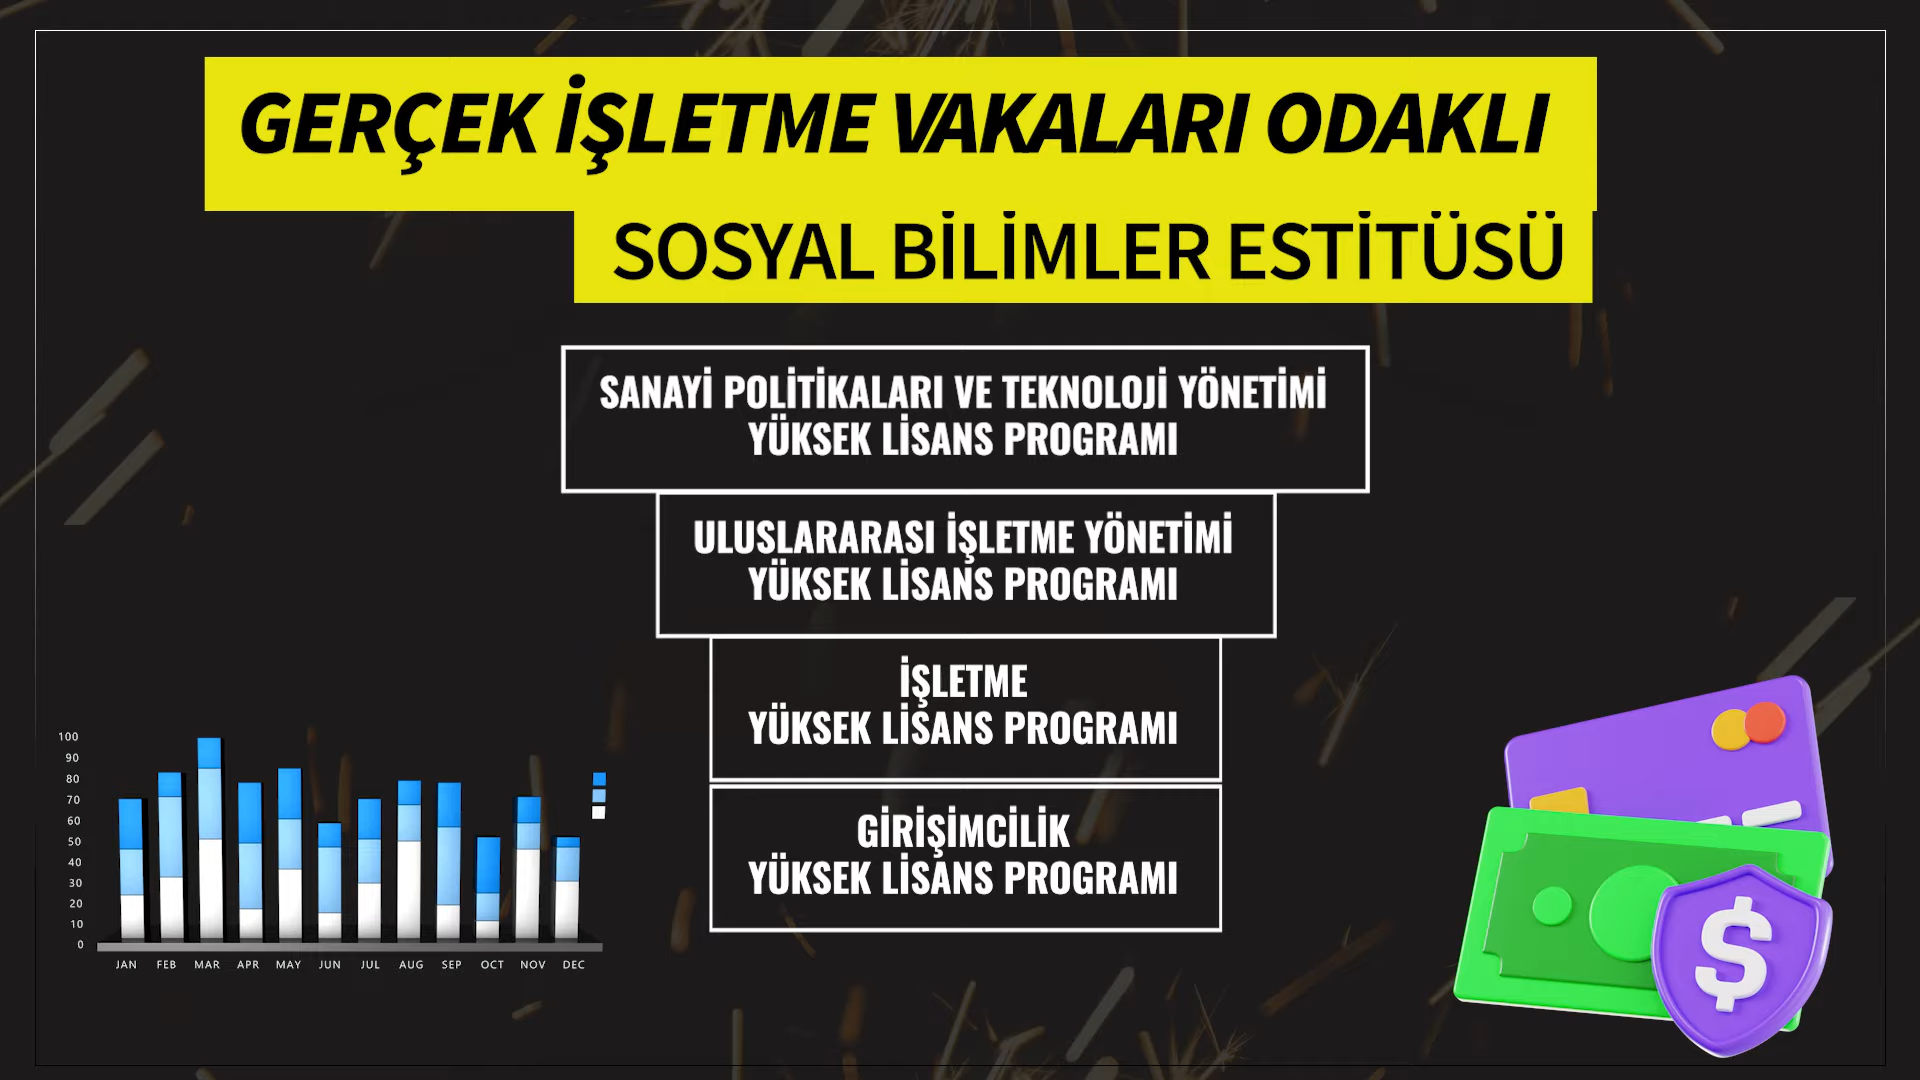 GERÇEK İŞLETME VAKALARI ODAKLI
SOSYAL BİLİMLER ESTİTÜSÜ
SANAYİ POLİTİKALARI VE TEKNOLOJİ YÖNETİMİ
YÜKSEK LİSANS PROGRAMI
ULUSLARARASI İŞLETME YÖNETİMİ
YÜKSEK LİSANS PROGRAMI
İŞLETME
YÜKSEK LİSANS PROGRAMI
GİRİŞİMCİLİK
YÜKSEK LİSANS PROGRAMI
100
90
80
70
60
50
40
30
20
10
0
JAN FEB MAR APR MAY JUN JUL AUG SEP OCT NOV DEC
$